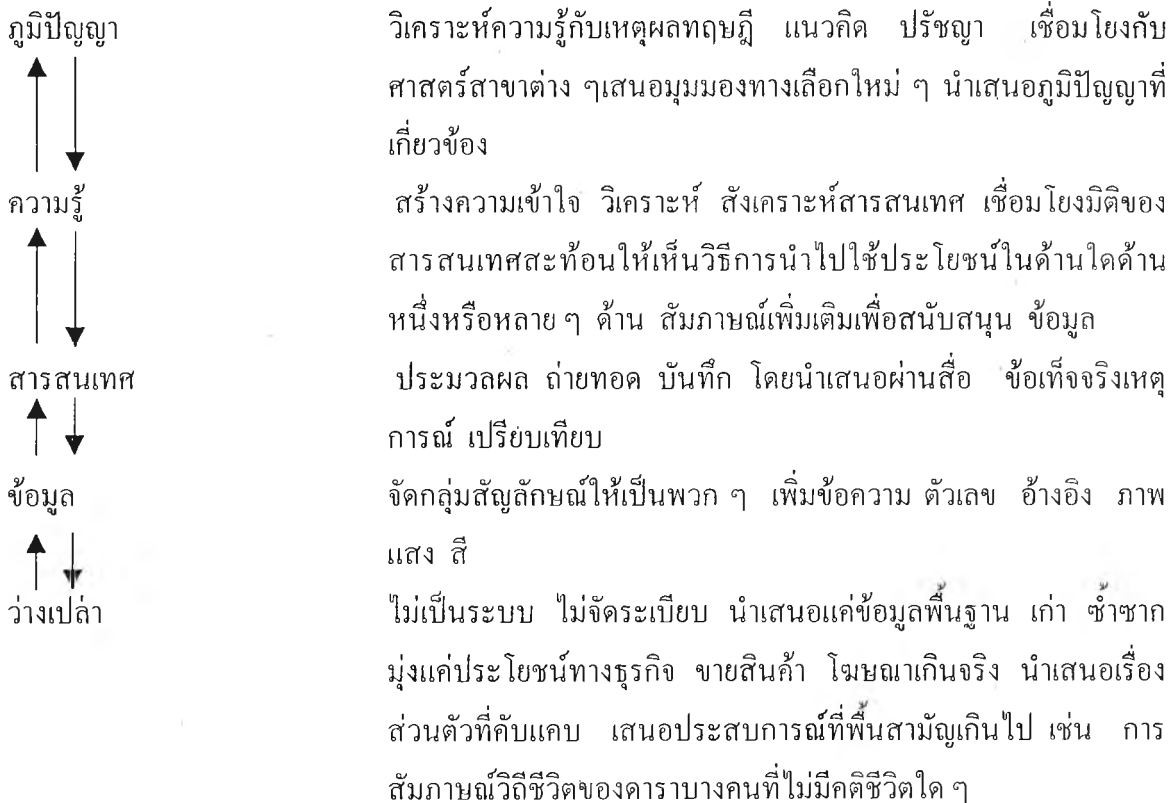 ภูมิปัญญา วิเคราะห์ความรู้กับเหตุผลทฤษฎี แนวคิด ปรัชญา เชื่อมโยงกับ
ศาสตร์สาขาต่าง ๆเสนอมุมมองทางเลือกใหม่ ๆ นำเสนอภูมิปัญญาที่
เกี่ยวข้อง
ความรู้ สร้างความเข้าใจ วิเคราะห์ สังเคราะห์สารสนเทศ เชื่อมโยงมิติของ
สารสนเทศสะท้อนให้เห็นวิธีการนำไปใช้ประโยชน์ในด้านใดด้าน
หนึ่งหรือหลาย ๆ ด้าน สัมภาษณ์เพิ่มเติมเพื่อสนับสนุน ข้อมูล
สารสนเทศ ประมวลผล ถ่ายทอด บันทึก โดยนำเสนอผ่านสื่อ ข้อเท็จจริงเหตุ
การณ์ เปรียบเทียบ
ข้อมูล จัดกลุ่มสัญลักษณ์ให้เป็นพวก ๆ เพิ่มข้อความ ตัวเลข อ้างอิง ภาพ
แสง สี
ว่างเปล่า ไม่เป็นระบบ ไม่จัดระเบียบ นำเสนอแค่ข้อมูลพื้นฐาน เก่า ซ้ำซาก
มุ่งแค่ประโยชน์ทางธุรกิจ ขายสินค้า โฆษณาเกินจริง นำเสนอเรื่อง
ส่วนตัวที่คับแคบ เสนอประสบการณ์ที่พื้นสามัญเกินไป เช่น การ
สัมภาษณ์วิถีชีวิตของดาราบางคนที่ไม่มีคติชีวิตใด ๆ